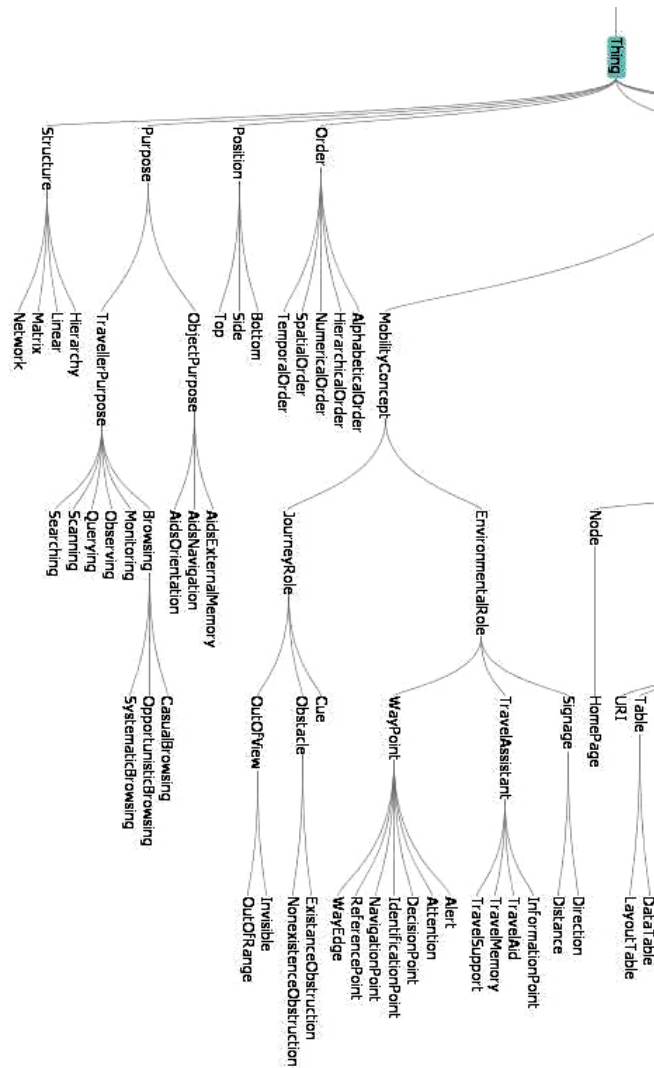 Thing
Table
DataTable
LayoutTable
URI
Node
HomePage
MobilityConcept
EnvironmentalRole
Signage
Direction
Distance
TravelAssistant
InformationPoint
TravelAid
TravelMemory
TravelSupport
WayPoint
Alert
Attention
DecisionPoint
IdentificationPoint
NavigationPoint
ReferencePoint
WayEdge
JourneyRole
Cue
Obstacle
ExistanceObstruction
NonexistenceObstruction
OutOfView
Invisible
OutOfRange
Order
AlphabeticalOrder
HierarchicalOrder
NumericalOrder
SpatialOrder
TemporalOrder
Position
Bottom
Side
Top
Purpose
ObjectPurpose
AidsExternalMemory
AidsNavigation
AidsOrientation
TravellerPurpose
Browsing
CasualBrowsing
OpportunisticBrowsing
SystematicBrowsing
Monitoring
Observing
Querying
Scanning
Searching
Structure
Hierarchy
Linear
Matrix
Network